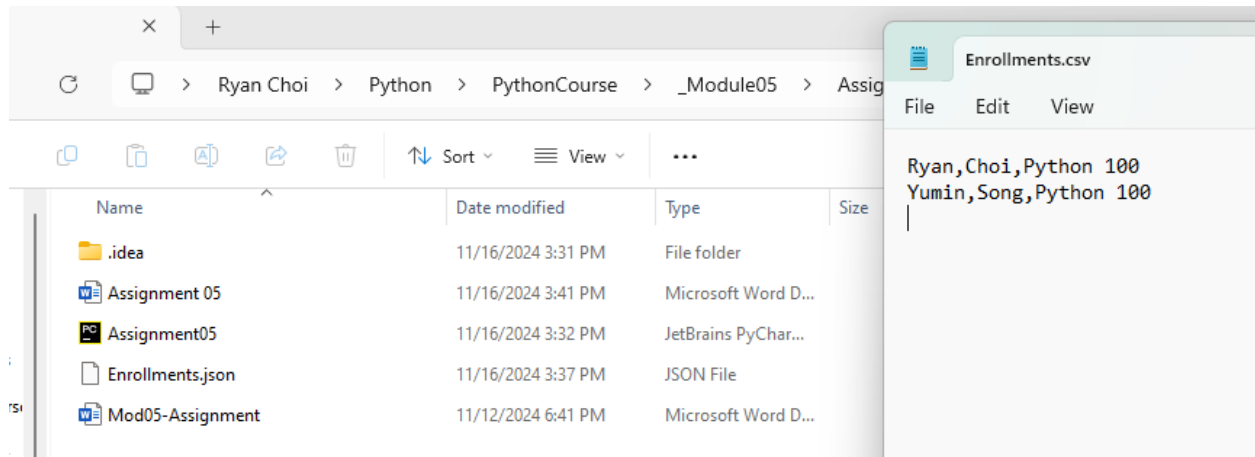 Ryan Choi > Python > PythonCourse > _Module05 > Assig
Sort View
Name Date modified Type Size
.idea 11/16/2024 3:31 PM File folder
Assignment 05 11/16/2024 3:41 PM Microsoft Word D...
Assignment05 11/16/2024 3:32 PM JetBrains PyChar...
Enrollments.json 11/16/2024 3:37 PM JSON File
Mod05-Assignment 11/12/2024 6:41 PM Microsoft Word D...
Enrollments.csv
File Edit View
Ryan,Choi,Python 100
Yumin,Song,Python 100